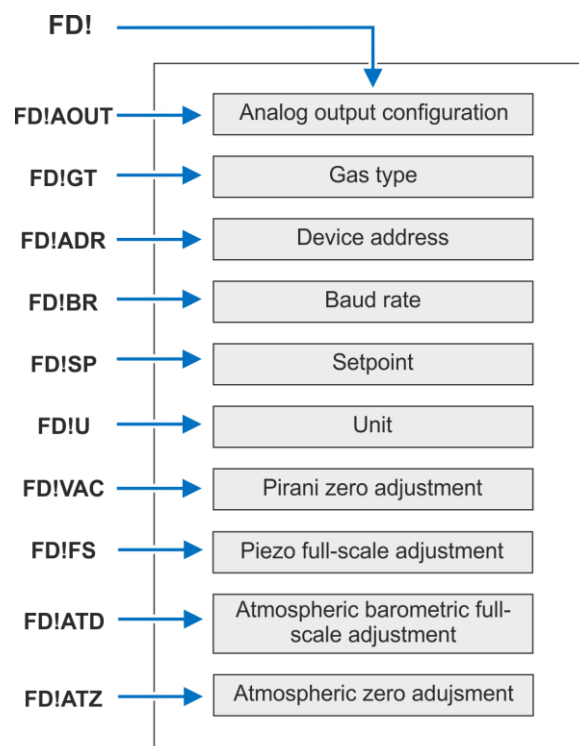 FD!
FD!AOUT Analog output configuration
FD!GT Gas type
FD!ADR Device address
FD!BR Baud rate
FD!SP Setpoint
FD!U Unit
FD!VAC Pirani zero adjustment
FD!FS Piezo full-scale adjustment
FD!ATD Atmospheric barometric full-
scale adjustment
FD!ATZ Atmospheric zero adujsment